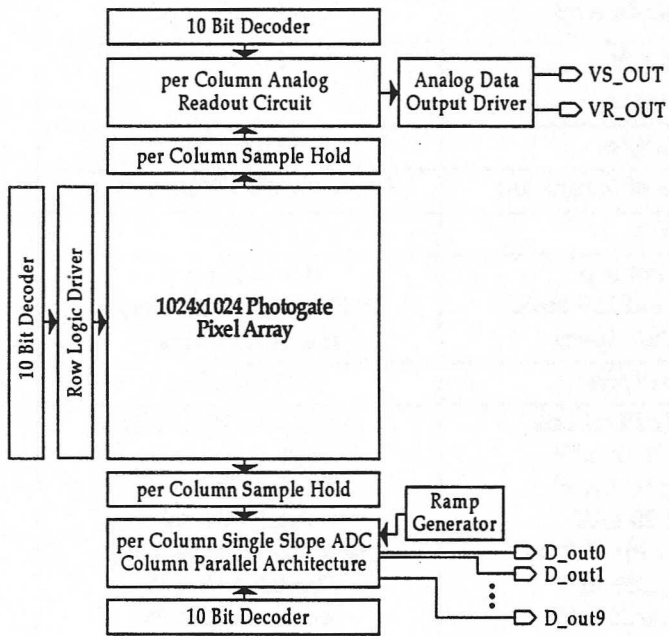 10 Bit Decoder
per Column Analog
Readout Circuit
Analog Data
Output Driver
VS_OUT
VR_OUT
per Column Sample Hold
10 Bit Decoder
Row Logic Driver
1024x1024 Photogate
Pixel Array
per Column Sample Hold
Ramp
Generator
per Column Single Slope ADC
Column Parallel Architecture
D_out0
D_out1
D_out9
10 Bit Decoder